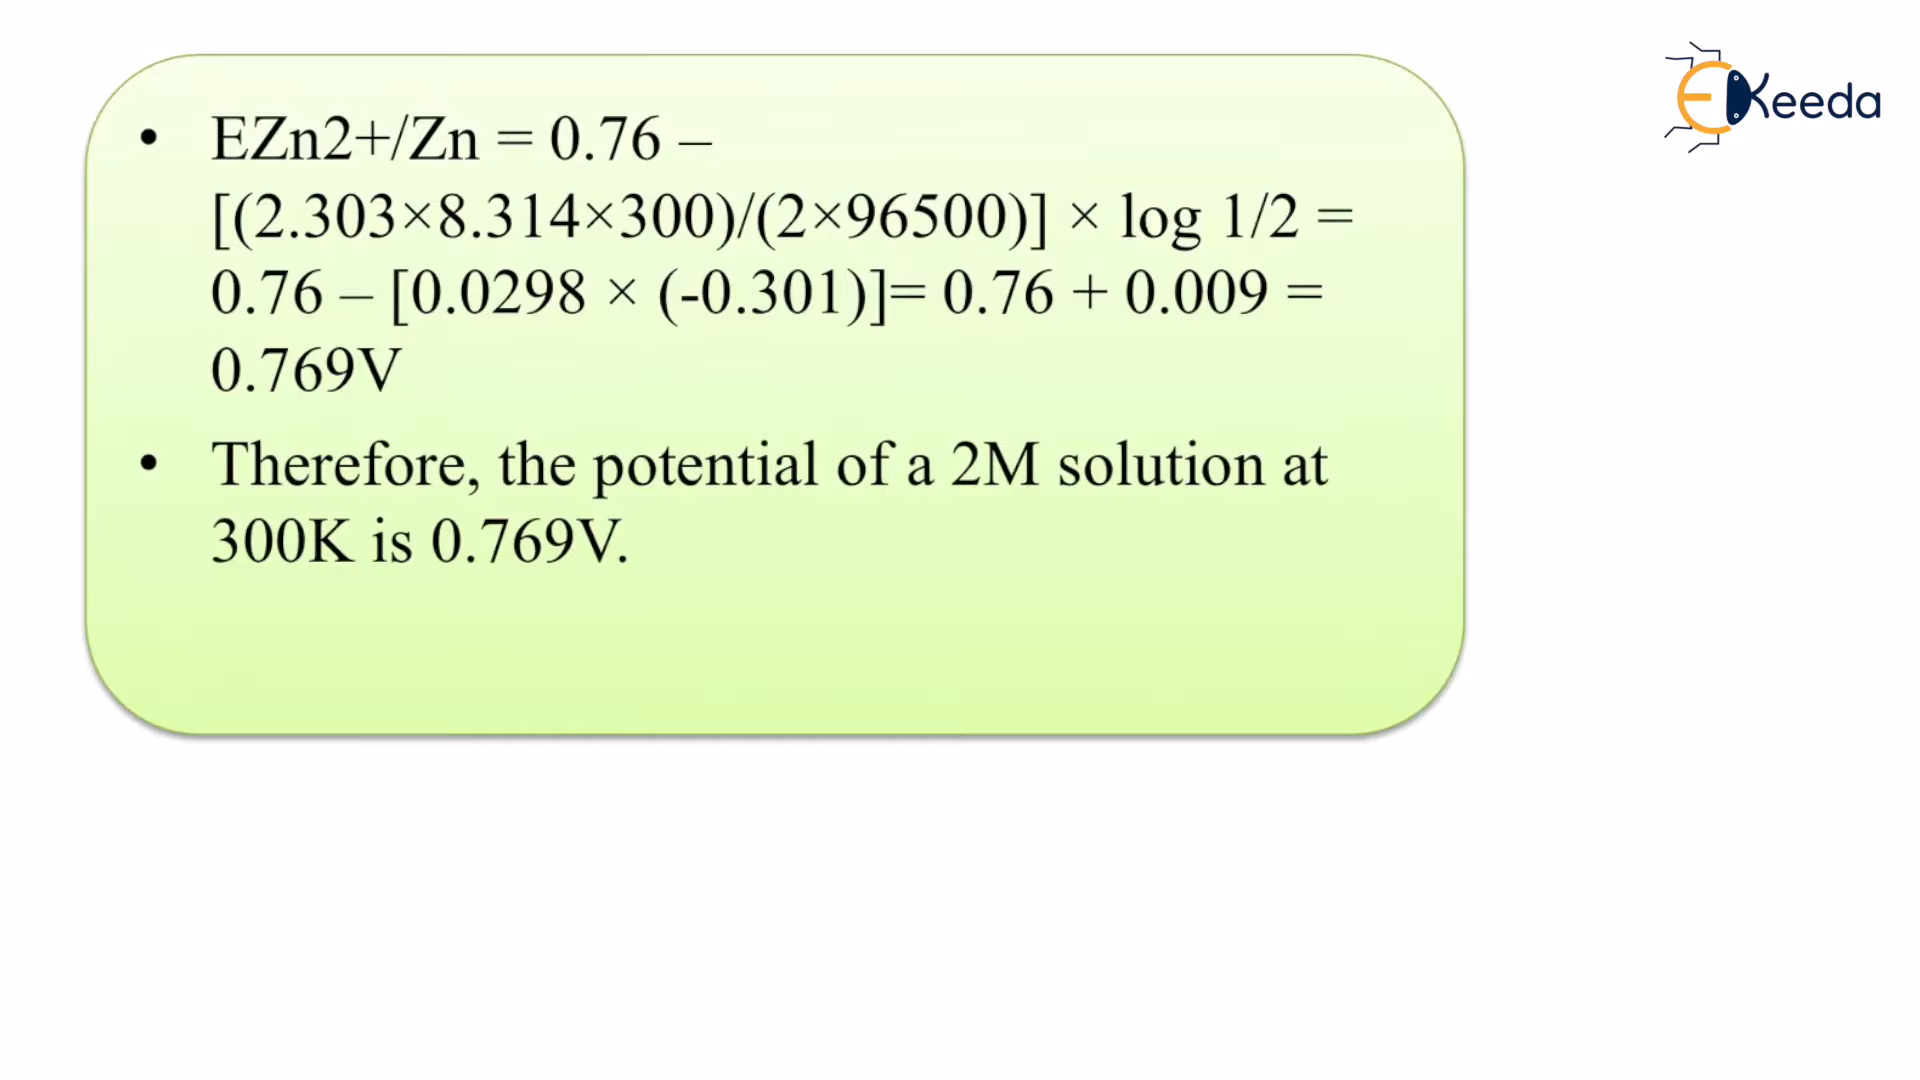 EKeeda
• EZn2+/Zn = 0.76 –
[(2.303×8.314×300)/(2×96500)] × log 1/2 =
0.76 – [0.0298 × (-0.301)]= 0.76 + 0.009 =
0.769V
• Therefore, the potential of a 2M solution at
300K is 0.769V.